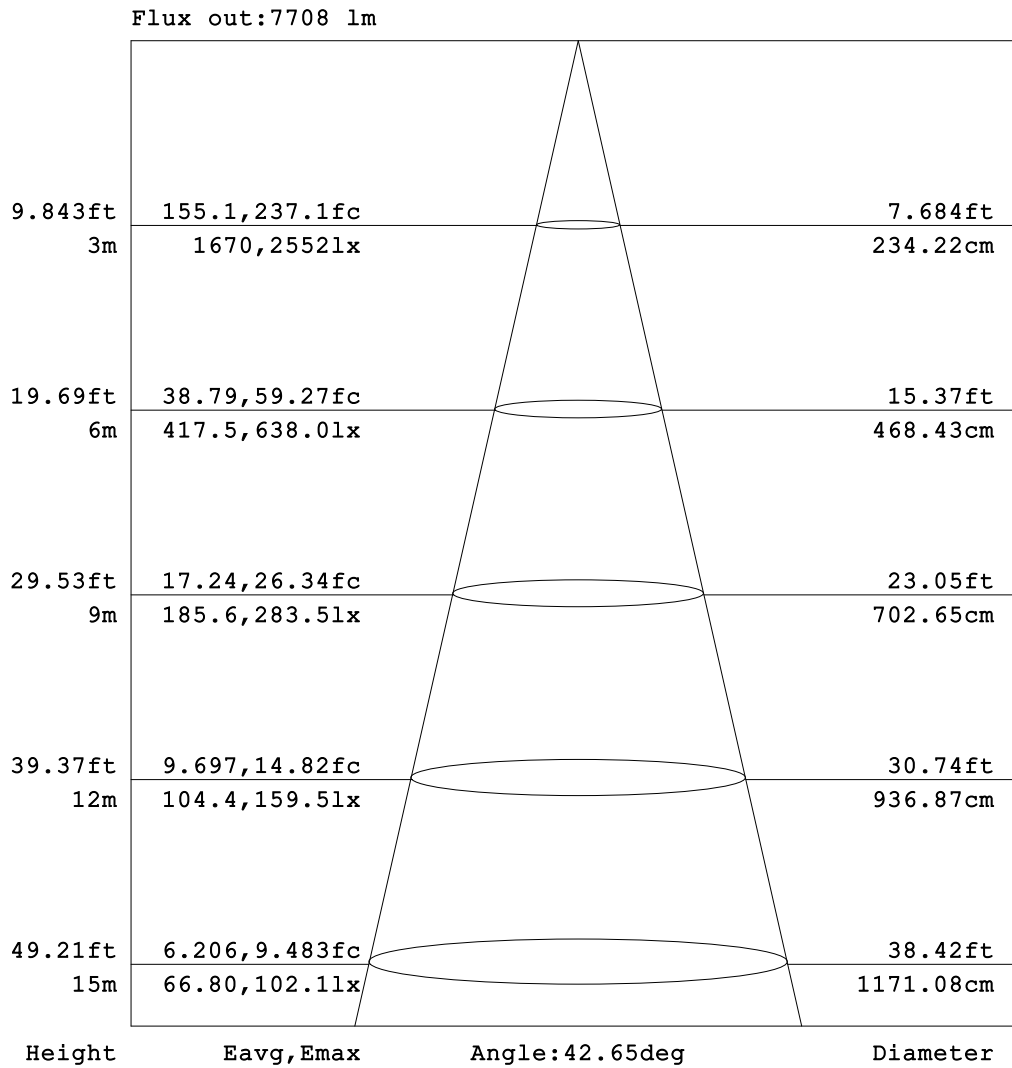 Flux out:7708 lm
9.843ft 155.1,237.1fc 7.684ft
3m 1670,2552lx 234.22cm
19.69ft 38.79,59.27fc 15.37ft
6m 417.5,638.0lx 468.43cm
29.53ft 17.24,26.34fc 23.05ft
9m 185.6,283.5lx 702.65cm
39.37ft 9.697,14.82fc 30.74ft
12m 104.4,159.5lx 936.87cm
49.21ft 6.206,9.483fc 38.42ft
15m 66.80,102.1lx 1171.08cm
Height Eavg,Emax Angle:42.65deg Diameter